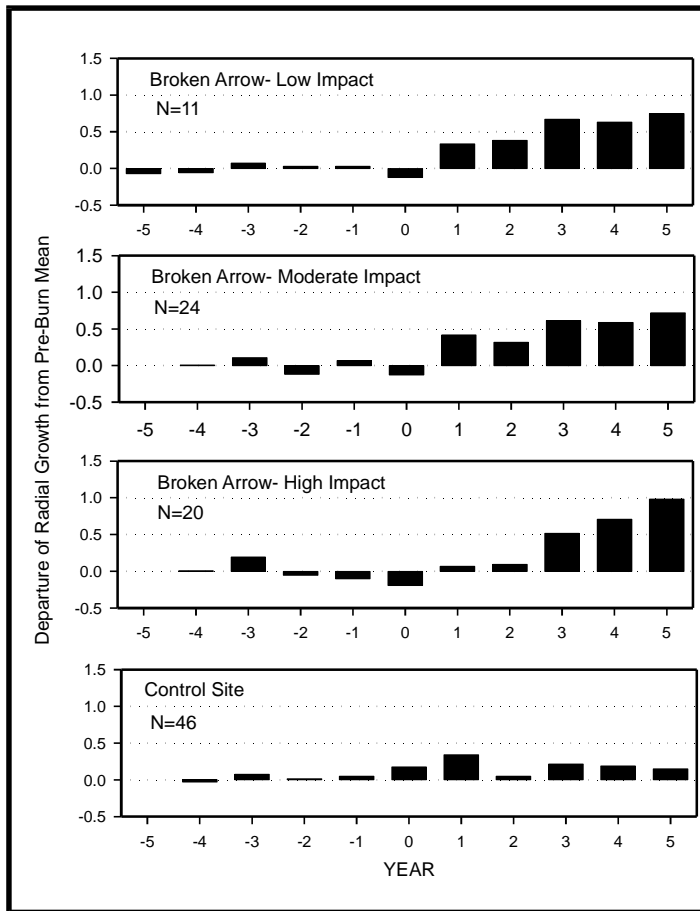 Departure of Radial Growth from Pre-Burn Mean
1.5
1.0
0.5
0.0
-0.5
Broken Arrow- Low Impact
N=11
-5 -4 -3 -2 -1 0 1 2 3 4 5
1.5
1.0
0.5
0.0
-0.5
Broken Arrow- Moderate Impact
N=24
-5 -4 -3 -2 -1 0 1 2 3 4 5
1.5
1.0
0.5
0.0
-0.5
Broken Arrow- High Impact
N=20
-5 -4 -3 -2 -1 0 1 2 3 4 5
1.5
1.0
0.5
0.0
-0.5
Control Site
N=46
-5 -4 -3 -2 -1 0 1 2 3 4 5
YEAR